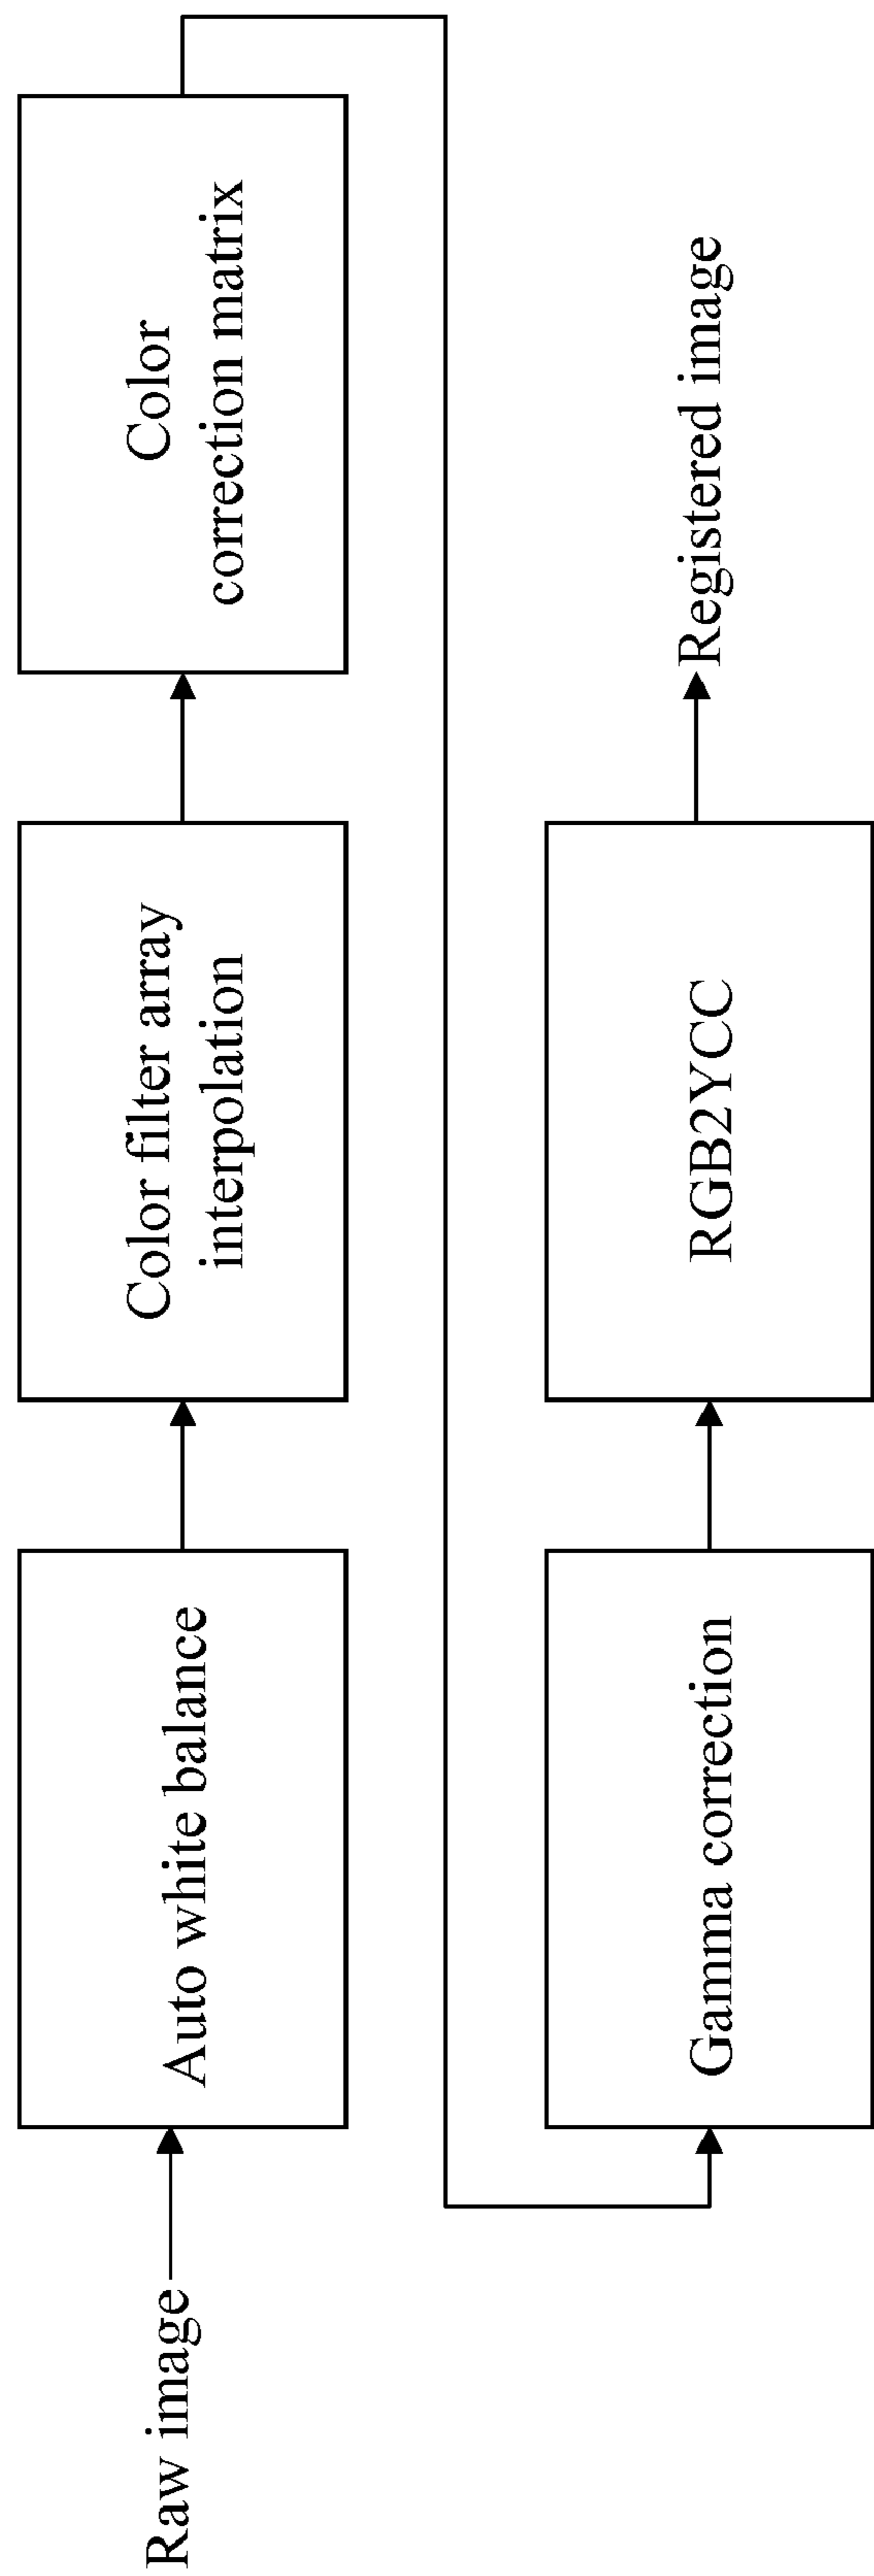 Raw image
Auto white balance
Color filter array
interpolation
Color
correction matrix
Gamma correction
RGB2YCC
Registered image